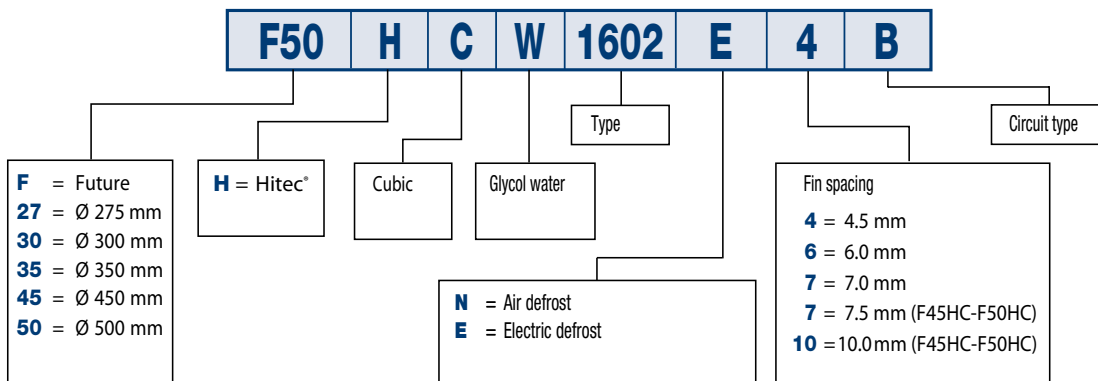 F50 H C W 1602 E 4 B
Type
Circuit type
F = Future
27 = Ø 275 mm
30 = Ø 300 mm
35 = Ø 350 mm
45 = Ø 450 mm
50 = Ø 500 mm
H = Hitec®
Cubic
Glycol water
N = Air defrost
E = Electric defrost
Fin spacing
4 = 4.5 mm
6 = 6.0 mm
7 = 7.0 mm
7 = 7.5 mm (F45HC-F50HC)
10 = 10.0 mm (F45HC-F50HC)